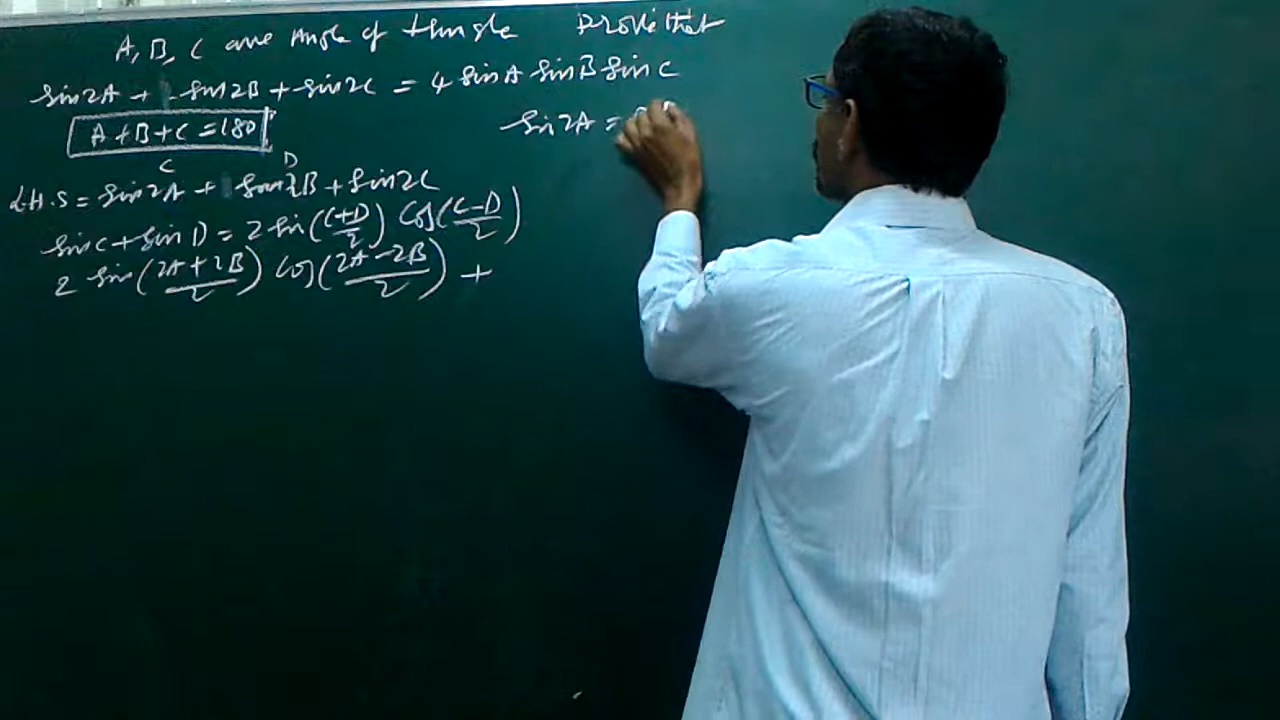 A, B, C are Angle of triangle Prove that
sin2A + sin2B + sin2C = 4 sinA sinB sinC
A+B+C=180
sin2A =
C D
L.H.S = sin2A + sin2B + sin2C
sinC + sinD = 2 sin(C+D/2) Cos(C-D/2)
2 sin(2A+2B/2) Cos(2A-2B/2) +